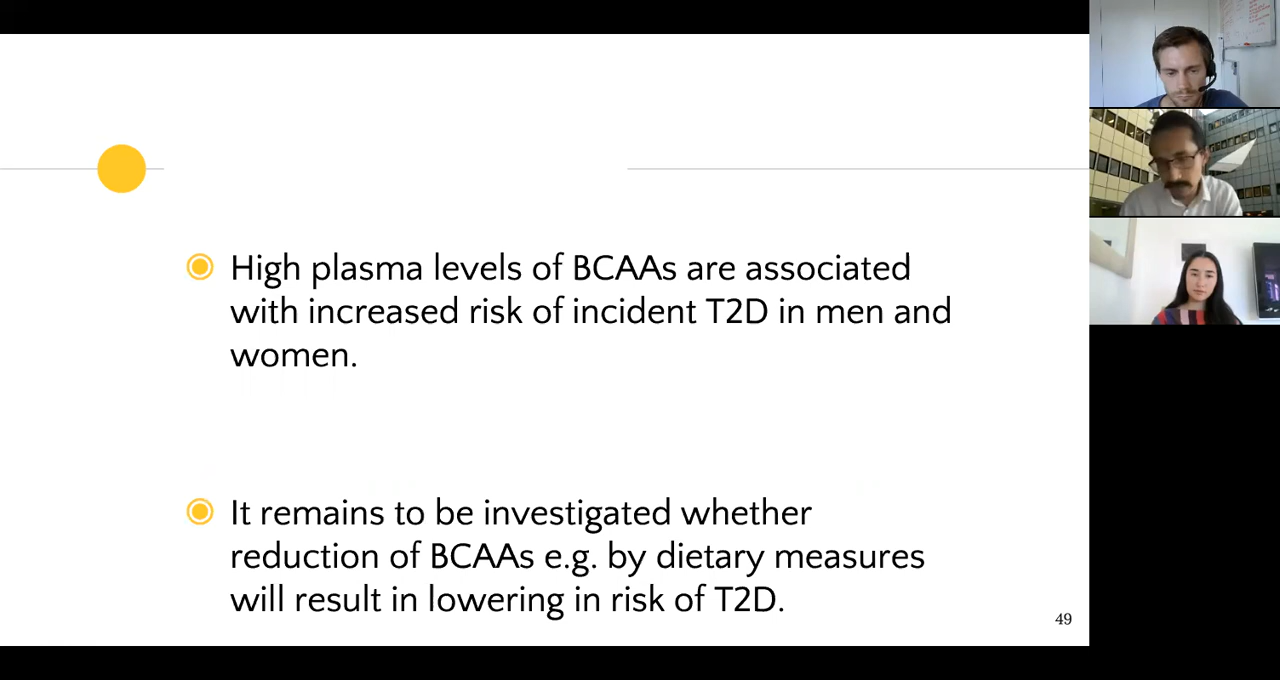 High plasma levels of BCAAs are associated
with increased risk of incident T2D in men and
women.
It remains to be investigated whether
reduction of BCAAs e.g. by dietary measures
will result in lowering in risk of T2D.
49